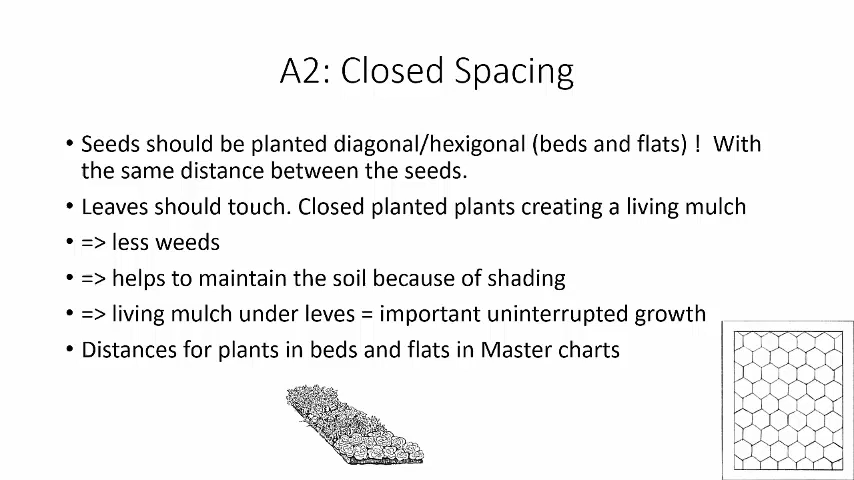 A2: Closed Spacing
• Seeds should be planted diagonal/hexigonal (beds and flats) ! With
the same distance between the seeds.
• Leaves should touch. Closed planted plants creating a living mulch
• => less weeds
• => helps to maintain the soil because of shading
• => living mulch under leves = important uninterrupted growth
• Distances for plants in beds and flats in Master charts